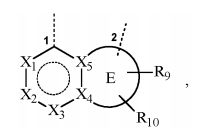 1
2
X₁
X₅
E
R₉
X₂
X₄
X₃
R₁₀
,